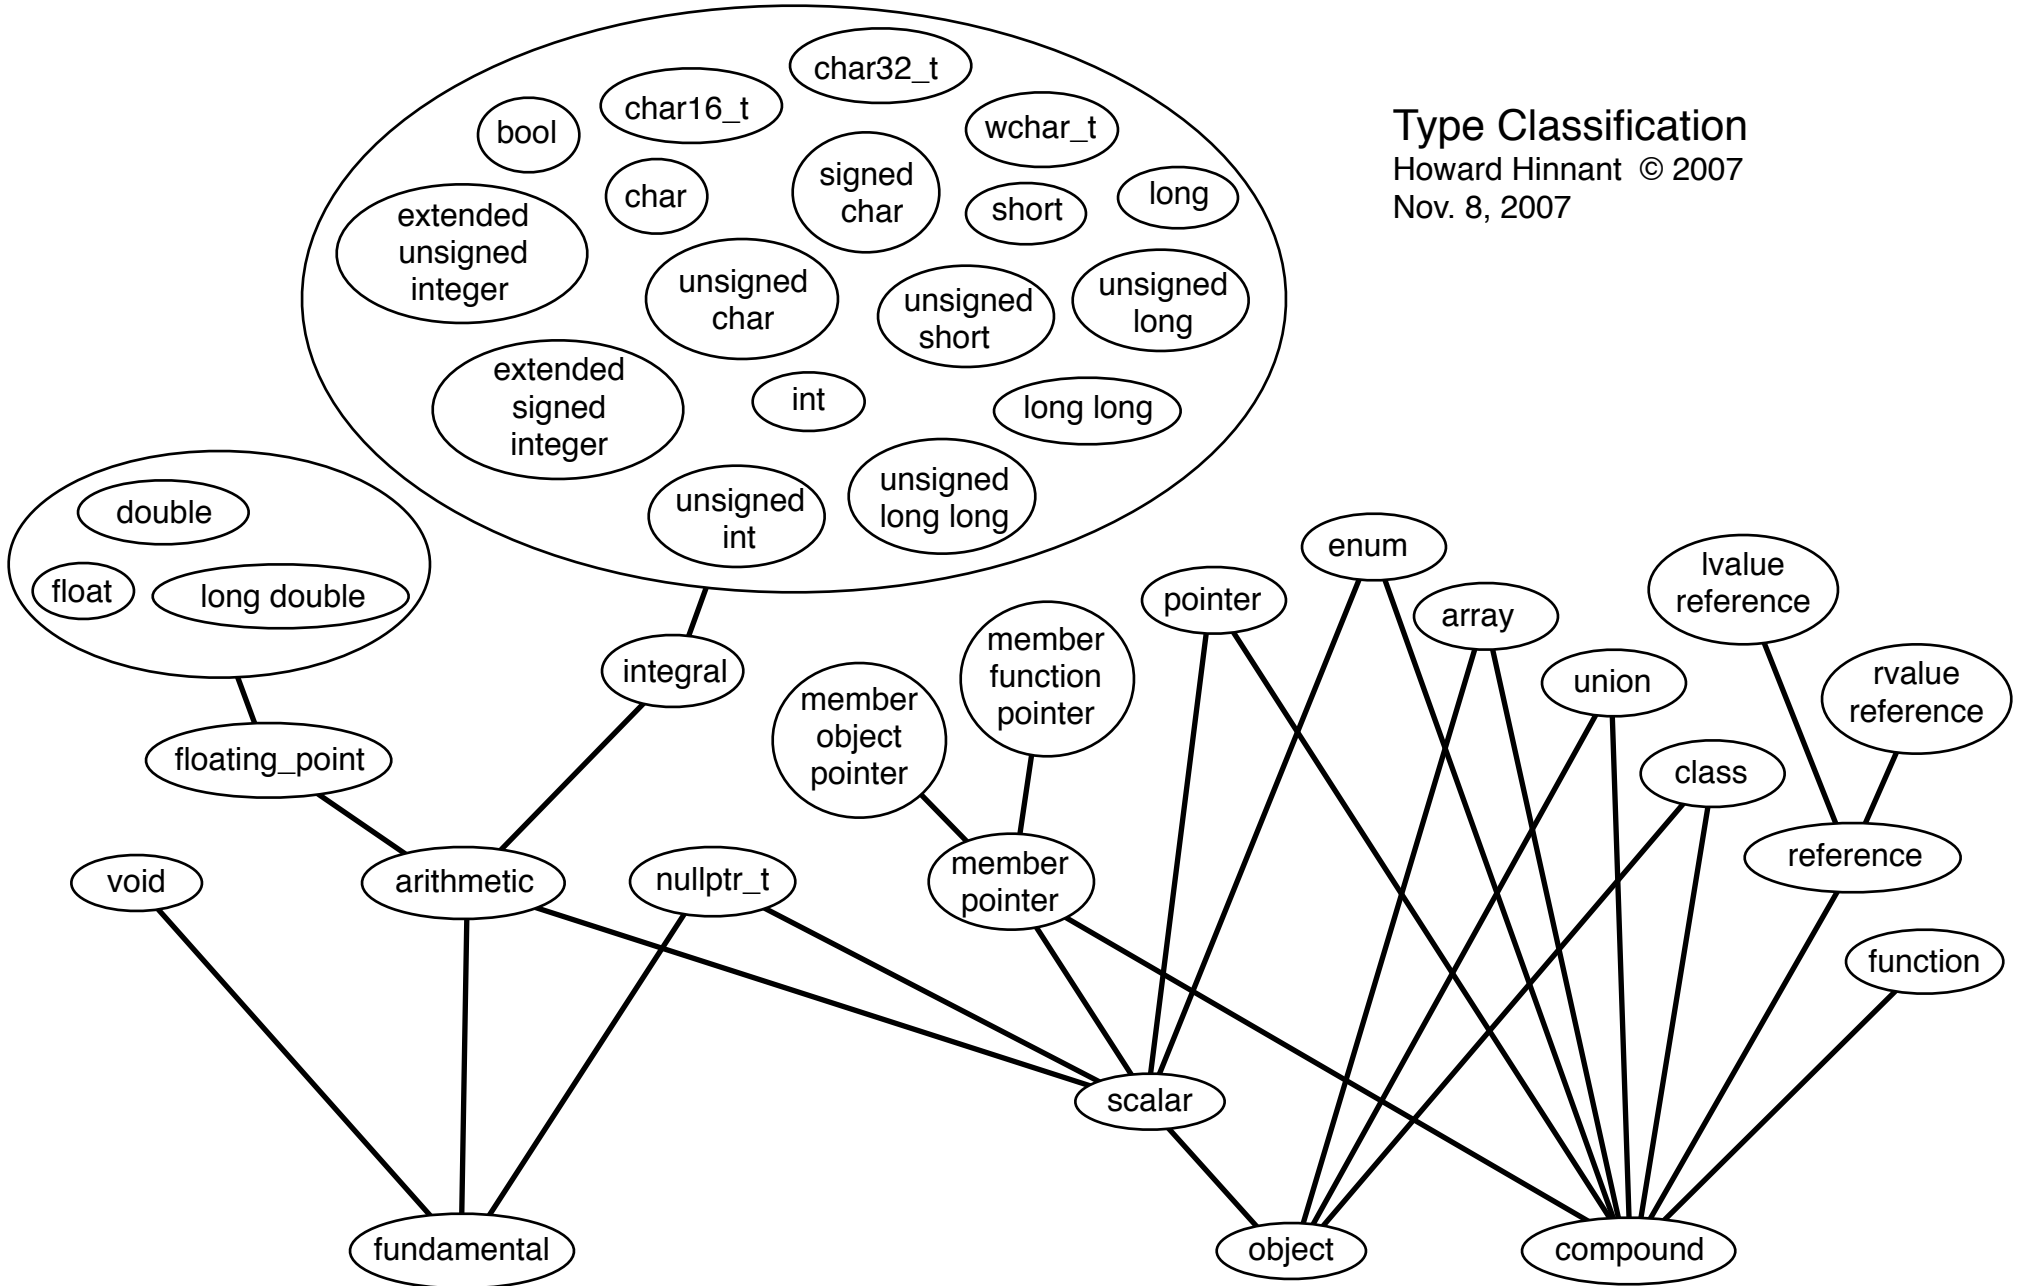 char32_t
char16_t
bool
wchar_t
Type Classification
Howard Hinnant © 2007
Nov. 8, 2007
signed
char
char
short
long
extended
unsigned
integer
unsigned
char
unsigned
short
unsigned
long
extended
signed
integer
int
long long
unsigned
int
unsigned
long long
double
float
long double
enum
pointer
array
lvalue
reference
integral
member
function
pointer
member
object
pointer
union
rvalue
reference
floating_point
class
void
arithmetic
nullptr_t
member
pointer
reference
function
scalar
fundamental
object
compound